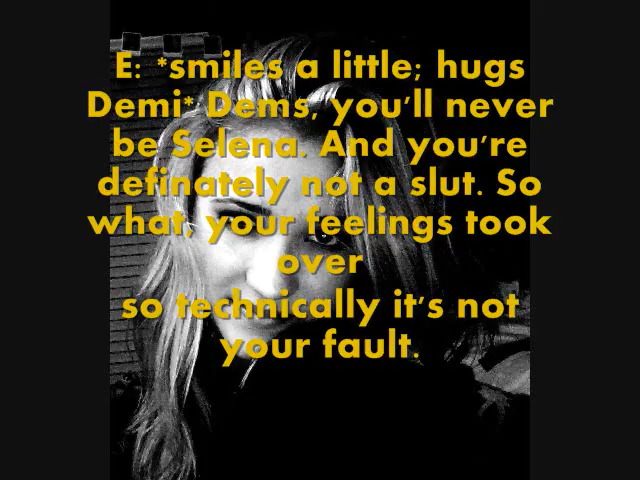 E: *smiles a little; hugs
Demi* Dems, you'll never
be Selena. And you're
definately not a slut. So
what, your feelings took
over
so technically it's not
your fault.